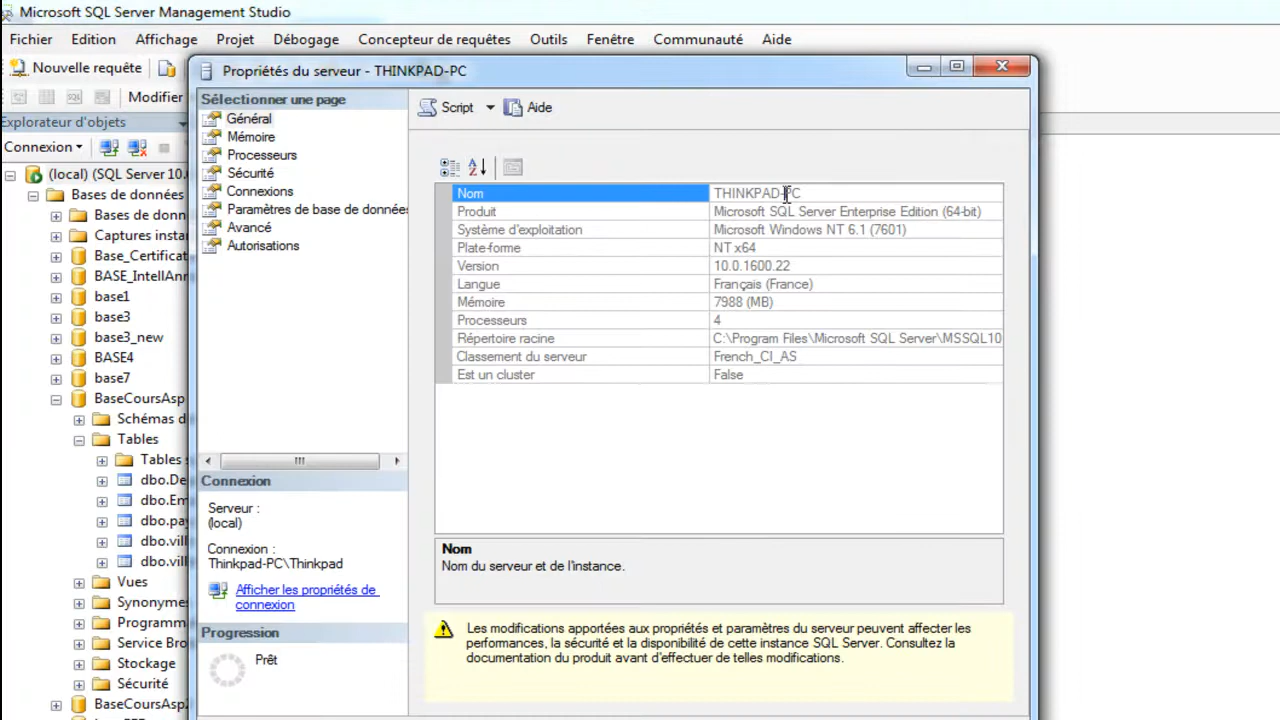 Microsoft SQL Server Management Studio
Fichier Edition Affichage Projet Débogage Concepteur de requêtes Outils Fenêtre Communauté Aide
Nouvelle requête
Modifier
Explorateur d'objets
Connexion
(local) (SQL Server 10.
Bases de données
Bases de donn
Captures insta
Base_Certificat
BASE_IntellAnn
base1
base3
base3_new
BASE4
base7
BaseCoursAsp
Schémas d
Tables
Tables s
dbo.De
dbo.Em
dbo.pay
dbo.vill
dbo.vill
Vues
Synonymes
Programm
Service Bro
Stockage
Sécurité
BaseCoursAsp2
Propriétés du serveur - THINKPAD-PC
Sélectionner une page
Général
Mémoire
Processeurs
Sécurité
Connexions
Paramètres de base de données
Avancé
Autorisations
Connexion
Serveur :
(local)
Connexion :
Thinkpad-PC\Thinkpad
Afficher les propriétés de
connexion
Progression
Prêt
Script Aide
Nom THINKPAD-PC
Produit Microsoft SQL Server Enterprise Edition (64-bit)
Système d'exploitation Microsoft Windows NT 6.1 (7601)
Plate-forme NT x64
Version 10.0.1600.22
Langue Français (France)
Mémoire 7988 (MB)
Processeurs 4
Répertoire racine C:\Program Files\Microsoft SQL Server\MSSQL10
Classement du serveur French_CI_AS
Est un cluster False
Nom
Nom du serveur et de l'instance.
Les modifications apportées aux propriétés et paramètres du serveur peuvent affecter les
performances, la sécurité et la disponibilité de cette instance SQL Server. Consultez la
documentation du produit avant d'effectuer de telles modifications.